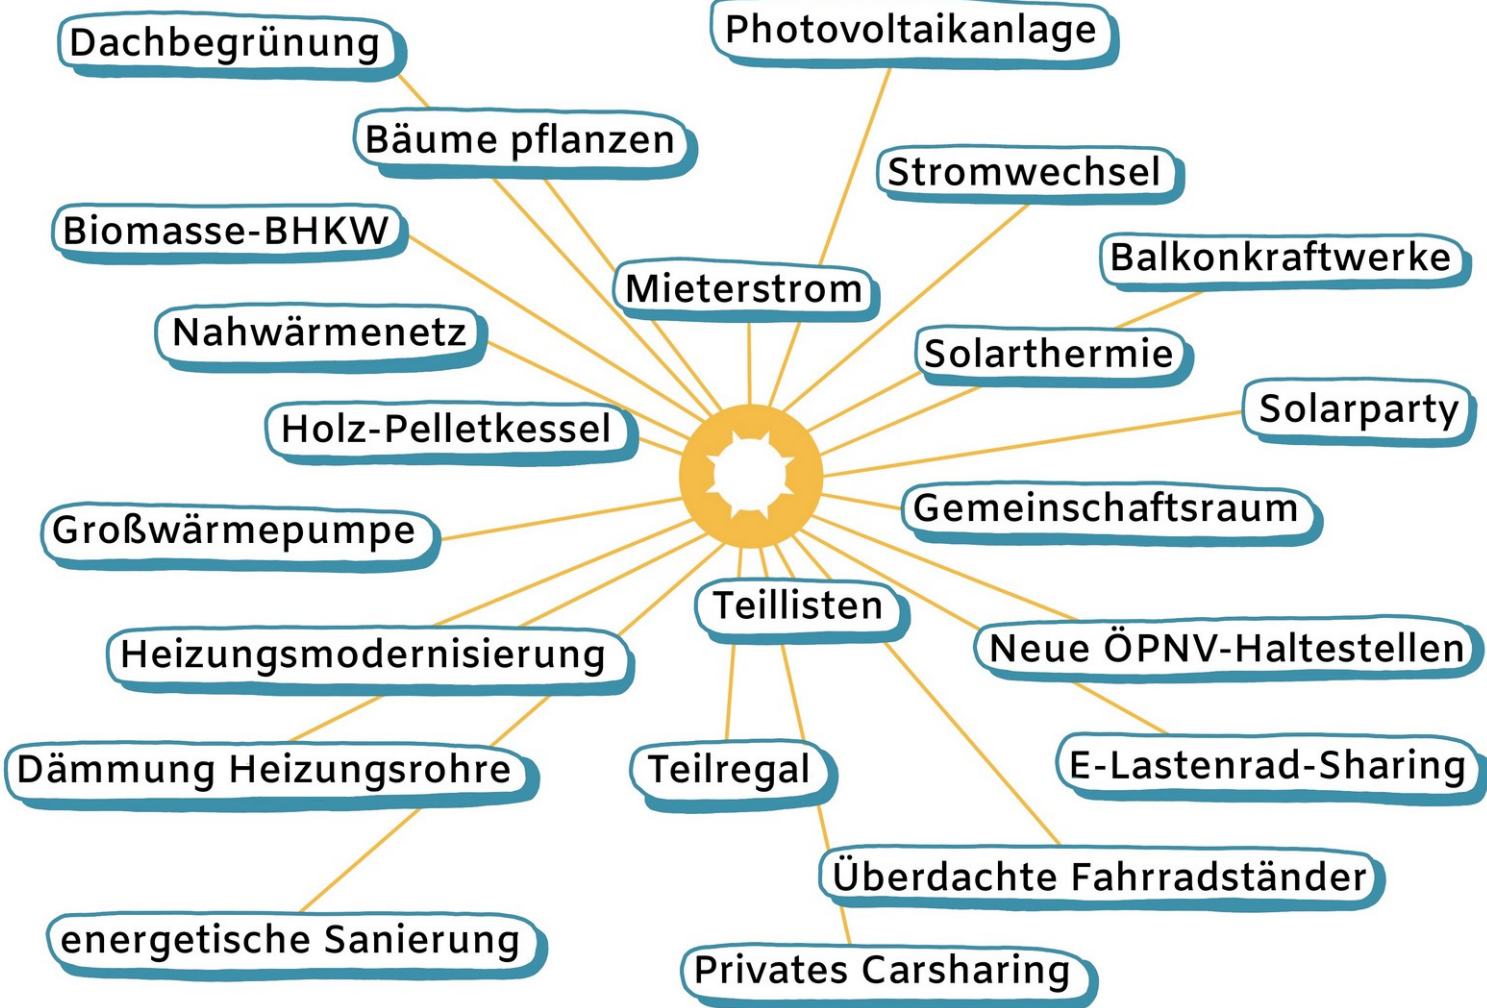 Dachbegrünung
Photovoltaikanlage
Bäume pflanzen
Stromwechsel
Biomasse-BHKW
Balkonkraftwerke
Mieterstrom
Nahwärmenetz
Solarthermie
Solarparty
Holz-Pelletkessel
Gemeinschaftsraum
Großwärmepumpe
Teillisten
Neue ÖPNV-Haltestellen
Heizungsmodernisierung
Dämmung Heizungsrohre
Teilregal
E-Lastenrad-Sharing
Überdachte Fahrradständer
energetische Sanierung
Privates Carsharing